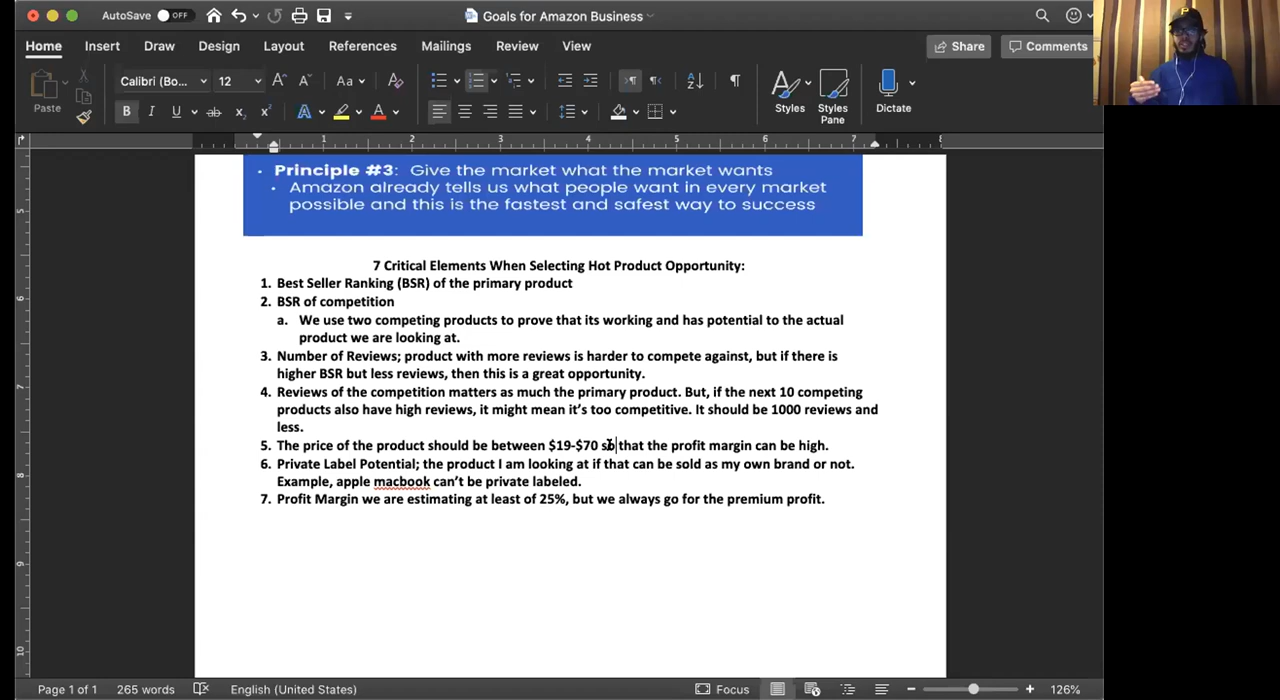 AutoSave OFF Goals for Amazon Business
Home Insert Draw Design Layout References Mailings Review View Share Comments
Calibri (Bo... 12
Paste Styles Styles Pane Dictate
• Principle #3: Give the market what the market wants
• Amazon already tells us what people want in every market
possible and this is the fastest and safest way to success
7 Critical Elements When Selecting Hot Product Opportunity:
1. Best Seller Ranking (BSR) of the primary product
2. BSR of competition
a. We use two competing products to prove that its working and has potential to the actual
product we are looking at.
3. Number of Reviews; product with more reviews is harder to compete against, but if there is
higher BSR but less reviews, then this is a great opportunity.
4. Reviews of the competition matters as much the primary product. But, if the next 10 competing
products also have high reviews, it might mean it's too competitive. It should be 1000 reviews and
less.
5. The price of the product should be between $19-$70 so that the profit margin can be high.
6. Private Label Potential; the product I am looking at if that can be sold as my own brand or not.
Example, apple macbook can't be private labeled.
7. Profit Margin we are estimating at least of 25%, but we always go for the premium profit.
Page 1 of 1 265 words English (United States) Focus 126%